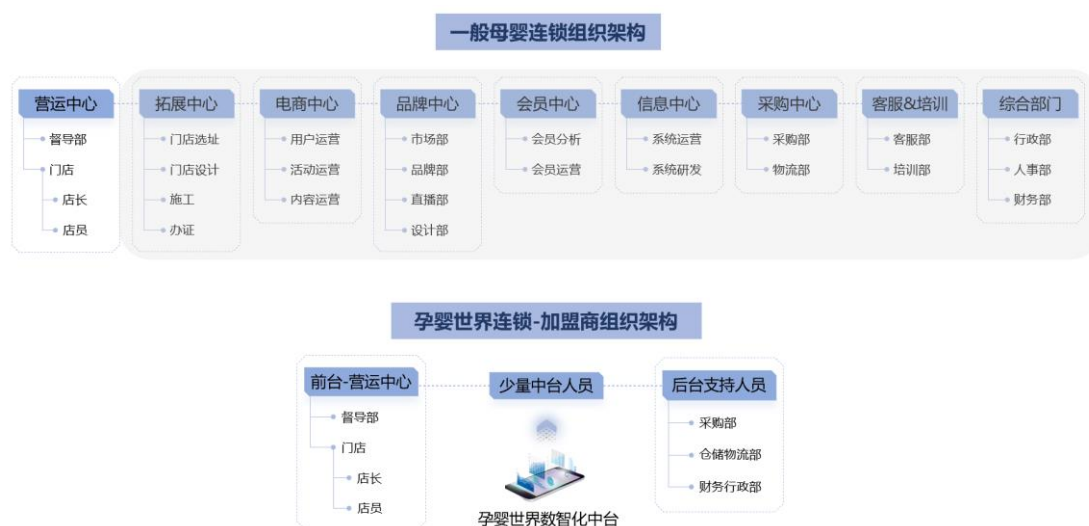 一般母婴连锁组织架构
营运中心
督导部
门店
店长
店员
拓展中心
门店选址
门店设计
施工
办证
电商中心
用户运营
活动运营
内容运营
品牌中心
市场部
品牌部
直播部
设计部
会员中心
会员分析
会员运营
信息中心
系统运营
系统研发
采购中心
采购部
物流部
客服&培训
客服部
培训部
综合部门
行政部
人事部
财务部
孕婴世界连锁-加盟商组织架构
前台-营运中心
督导部
门店
店长
店员
少量中台人员
孕婴世界数智化中台
后台支持人员
采购部
仓储物流部
财务行政部